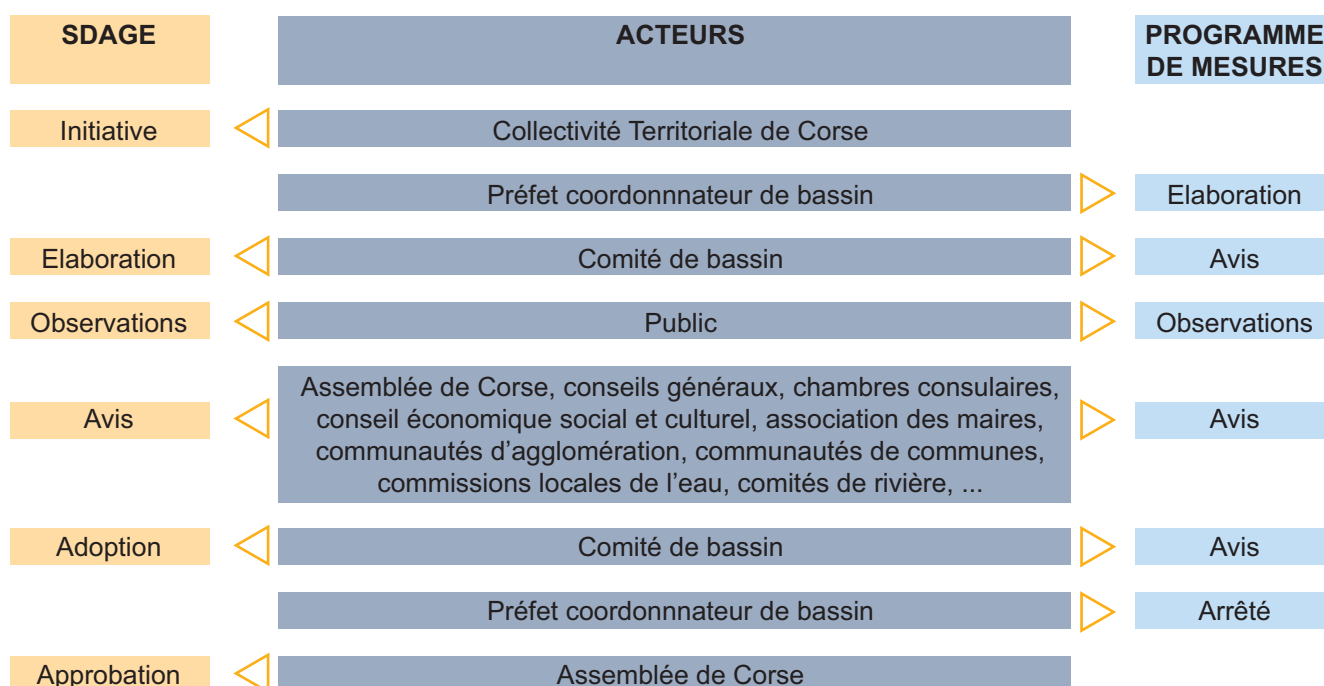 SDAGE
ACTEURS
PROGRAMME
DE MESURES
Initiative
Collectivité Territoriale de Corse
Préfet coordonnnateur de bassin
Elaboration
Elaboration
Comité de bassin
Avis
Observations
Public
Observations
Avis
Assemblée de Corse, conseils généraux, chambres consulaires,
conseil économique social et culturel, association des maires,
communautés d’agglomération, communautés de communes,
commissions locales de l’eau, comités de rivière, ...
Avis
Adoption
Comité de bassin
Avis
Préfet coordonnnateur de bassin
Arrêté
Approbation
Assemblée de Corse